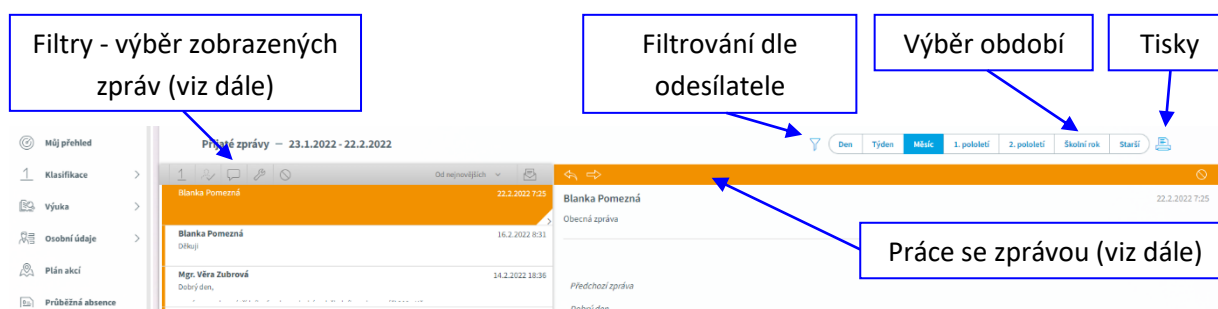 Filtry - výběr zobrazených
zpráv (viz dále)
Filtrování dle
odesílatele
Výběr období
Tisky
Můj přehled
Přijaté zprávy — 23.1.2022 - 22.2.2022
Den Týden Měsíc 1. pololetí 2. pololetí Školní rok Starší
Klasifikace
Od nejnovějších
Výuka
Osobní údaje
Plán akcí
Průběžná absence
Blanka Pomezná 22.2.2022 7:25
Blanka Pomezná 16.2.2022 8:31
Děkuji
Mgr. Věra Zubrová 14.2.2022 18:36
Dobrý den,
Blanka Pomezná 22.2.2022 7:25
Obecná zpráva
Práce se zprávou (viz dále)
Předchozí zpráva
Dobrý den